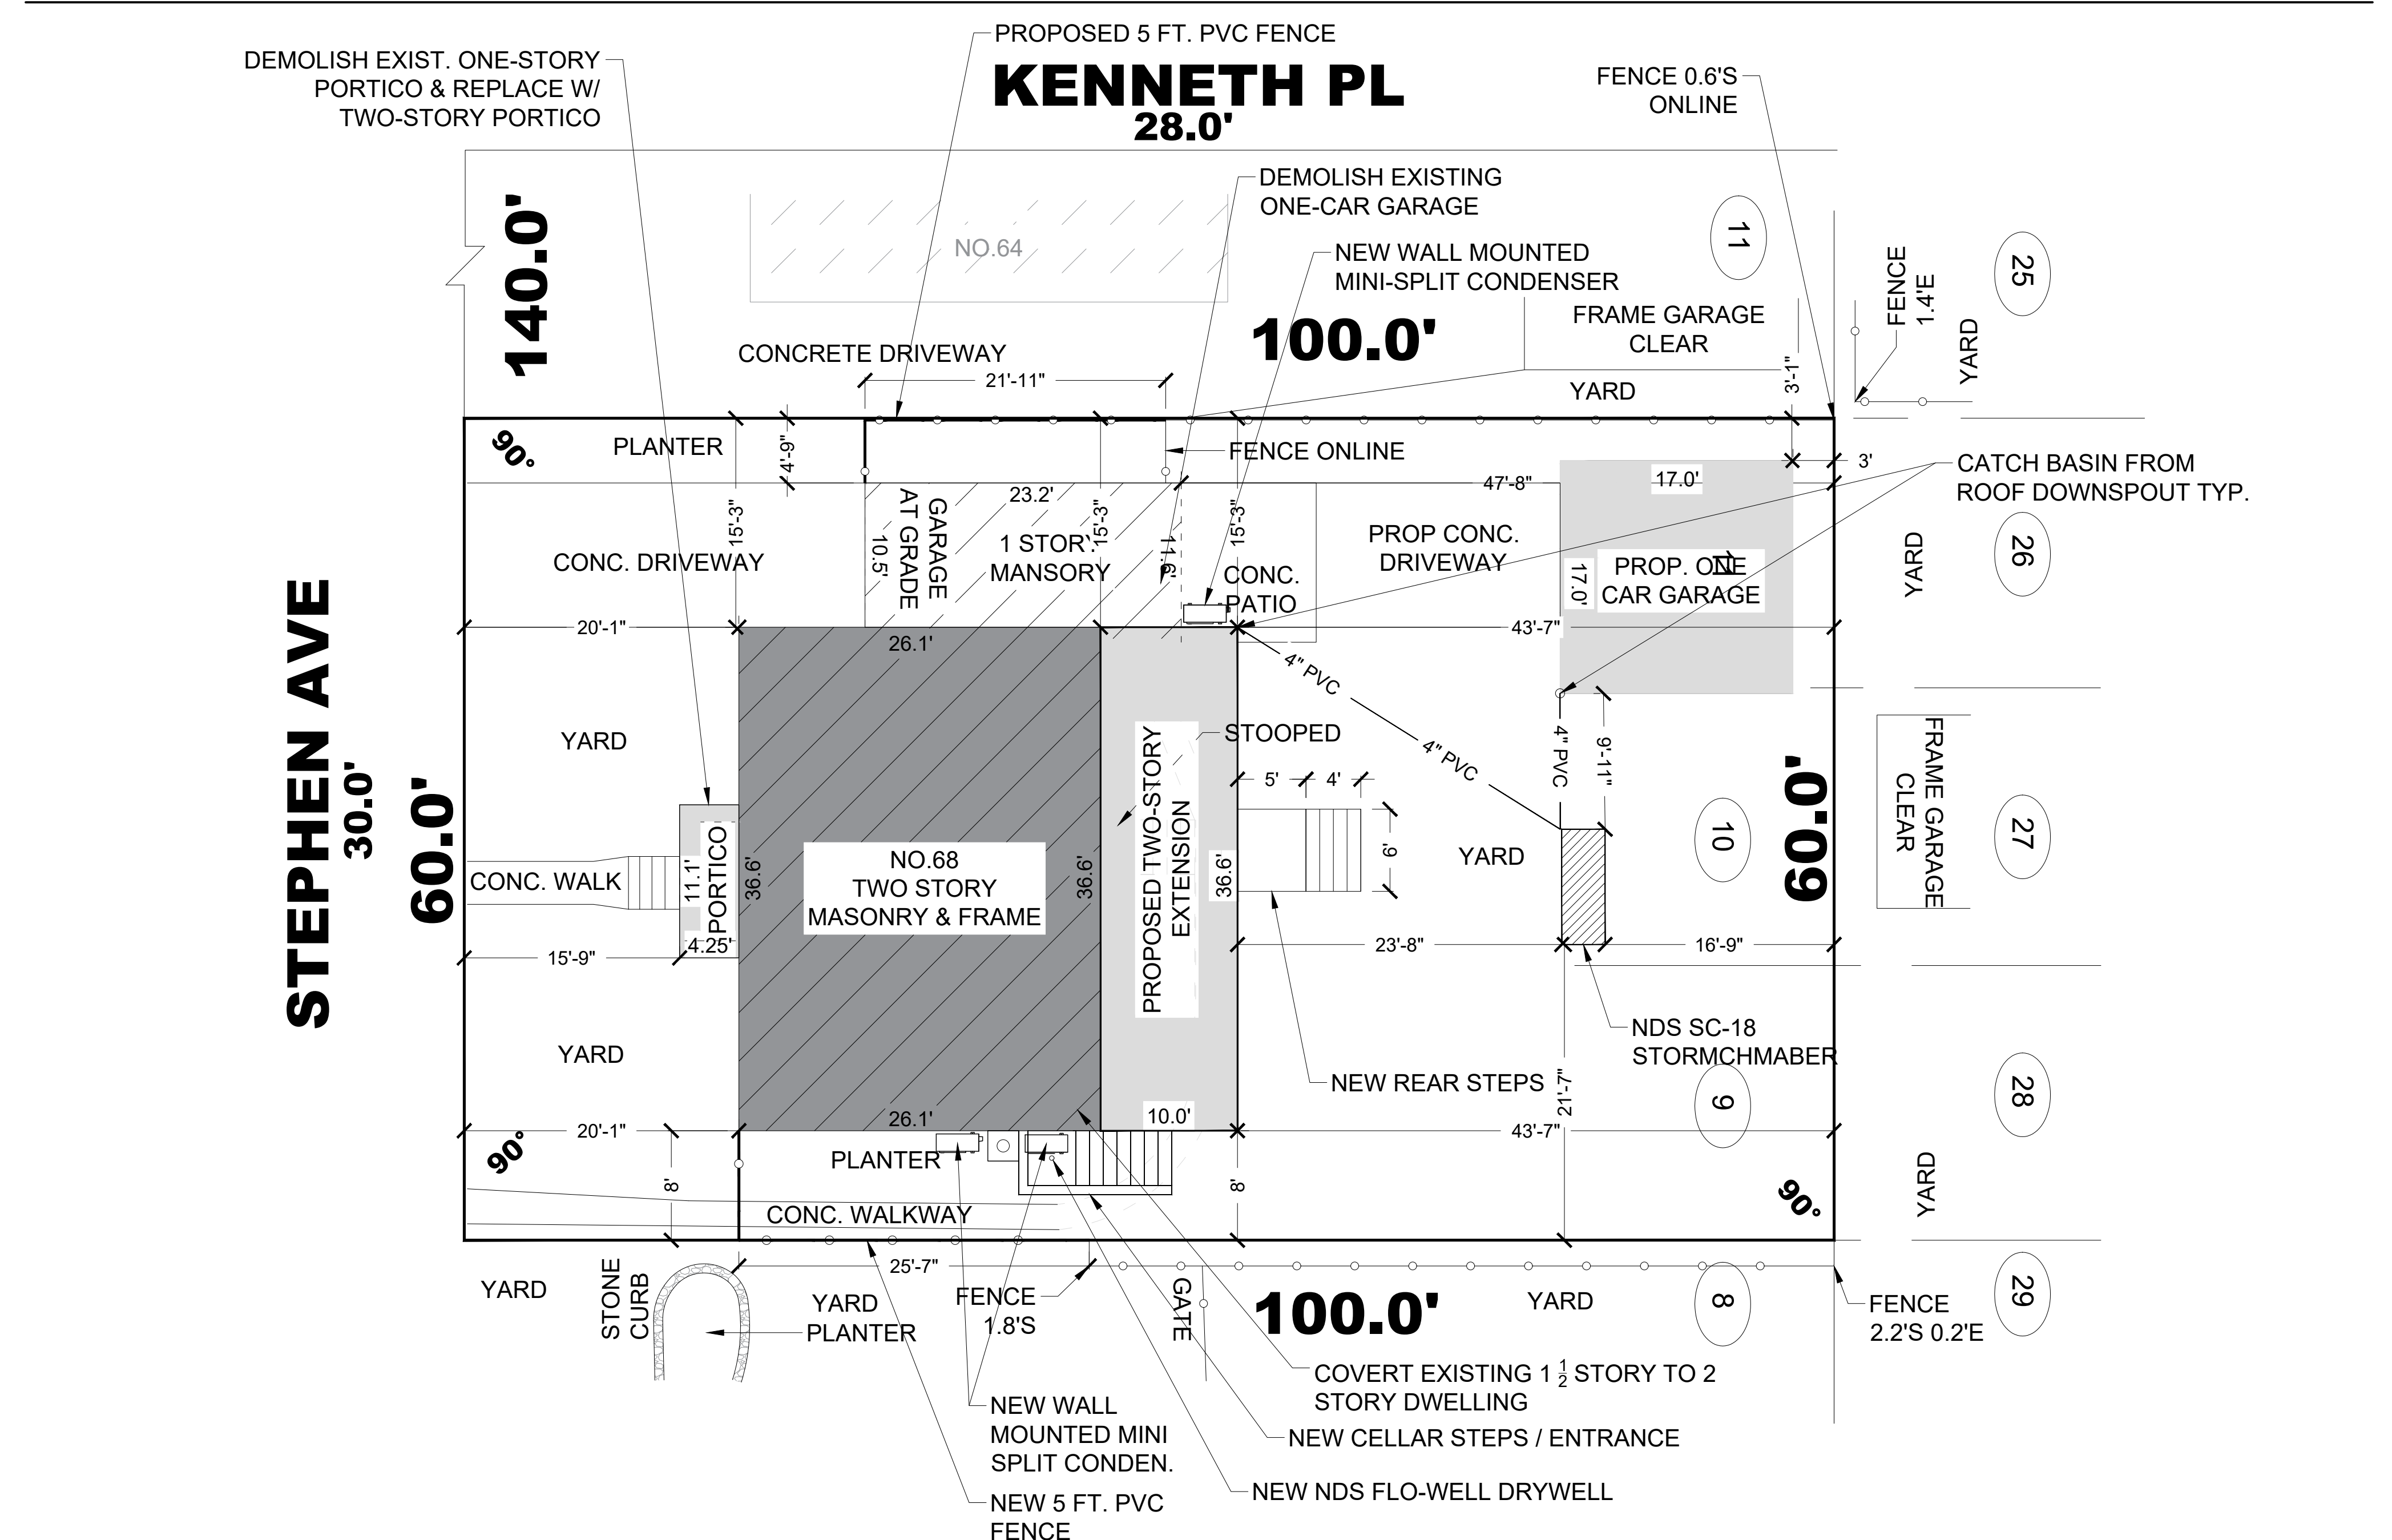 PROPOSED 5 FT. PVC FENCE
DEMOLISH EXIST. ONE-STORY
PORTICO & REPLACE W/
TWO-STORY PORTICO
KENNETH PL
28.0'
FENCE 0.6'S
ONLINE
DEMOLISH EXISTING
ONE-CAR GARAGE
NEW WALL MOUNTED
MINI-SPLIT CONDENSER
NO.64
140.0'
11
25
FENCE
1.4'E
YARD
FRAME GARAGE
CLEAR
100.0'
CONCRETE DRIVEWAY
21'-11"
YARD
3'-1"
90°
PLANTER
4'-9"
FENCE ONLINE
3'
CATCH BASIN FROM
ROOF DOWNSPOUT TYP.
47'-8"
17.0'
23.2'
GARAGE
AT GRADE
10.5'
15'-3"
15'-3"
15'-3"
11.6'
1 STORY
MANSORY
CONC. DRIVEWAY
CONC.
PATIO
PROP CONC.
DRIVEWAY
17.0'
11
PROP. ONE
CAR GARAGE
YARD
26
20'-1"
26.1'
43'-7"
4" PVC
4" PVC
4" PVC
9'-11"
STEPHEN AVE
30.0'
60.0'
YARD
STOOPED
5'
4'
6'
YARD
PROPOSED TWO-STORY
EXTENSION
36.6'
36.6'
36.6'
NO.68
TWO STORY
MASONRY & FRAME
CONC. WALK
11.1'
PORTICO
4.25'
15'-9"
23'-8"
16'-9"
10
60.0'
FRAME GARAGE
CLEAR
27
YARD
NDS SC-18
STORMCHMABER
NEW REAR STEPS
21'-7"
9
28
20'-1"
26.1'
10.0'
43'-7"
90°
8'
PLANTER
8'
CONC. WALKWAY
90°
YARD
25'-7"
YARD
STONE
CURB
YARD
PLANTER
FENCE
1.8'S
GATE
100.0'
YARD
8
29
FENCE
2.2'S 0.2'E
COVERT EXISTING 1 1/2 STORY TO 2
STORY DWELLING
NEW WALL
MOUNTED MINI
SPLIT CONDEN.
NEW CELLAR STEPS / ENTRANCE
NEW NDS FLO-WELL DRYWELL
NEW 5 FT. PVC
FENCE